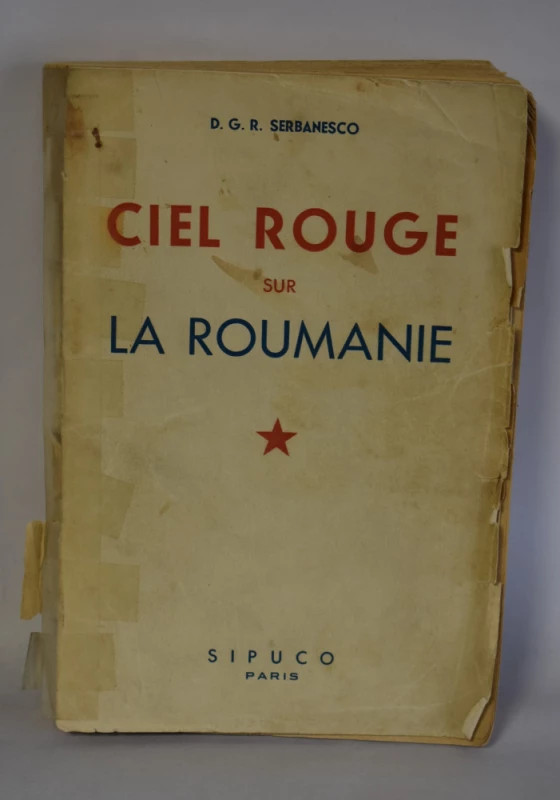 D. G. R. SERBANESCO
CIEL ROUGE
SUR
LA ROUMANIE
SIPUCO
PARIS